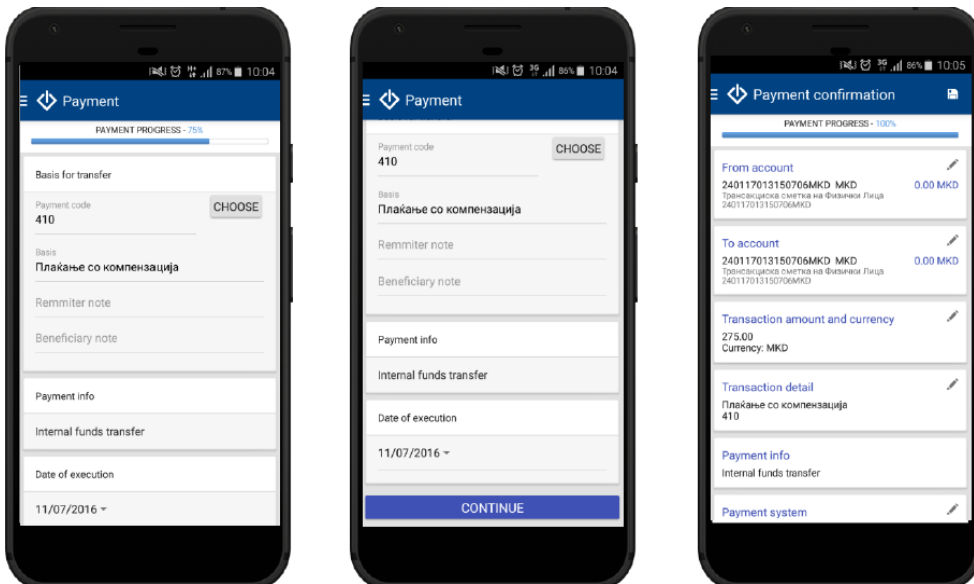 87% 10:04
Payment
PAYMENT PROGRESS - 75%
Basis for transfer
Payment code
410
CHOOSE
Basis
Плаќање со компензација
Remmiter note
Beneficiary note
Payment info
Internal funds transfer
Date of execution
11/07/2016
3G 86% 10:04
Payment
Payment code
410
CHOOSE
Basis
Плаќање со компензација
Remmiter note
Beneficiary note
Payment info
Internal funds transfer
Date of execution
11/07/2016
CONTINUE
3G 86% 10:05
Payment confirmation
PAYMENT PROGRESS - 100%
From account
240117013150706MKD MKD 0.00 MKD
Трансакциска сметка на Физички Лица
240117013150706MKD
To account
240117013150706MKD MKD 0.00 MKD
Трансакциска сметка на Физички Лица
240117013150706MKD
Transaction amount and currency
275.00
Currency: MKD
Transaction detail
Плаќање со компензација
410
Payment info
Internal funds transfer
Payment system